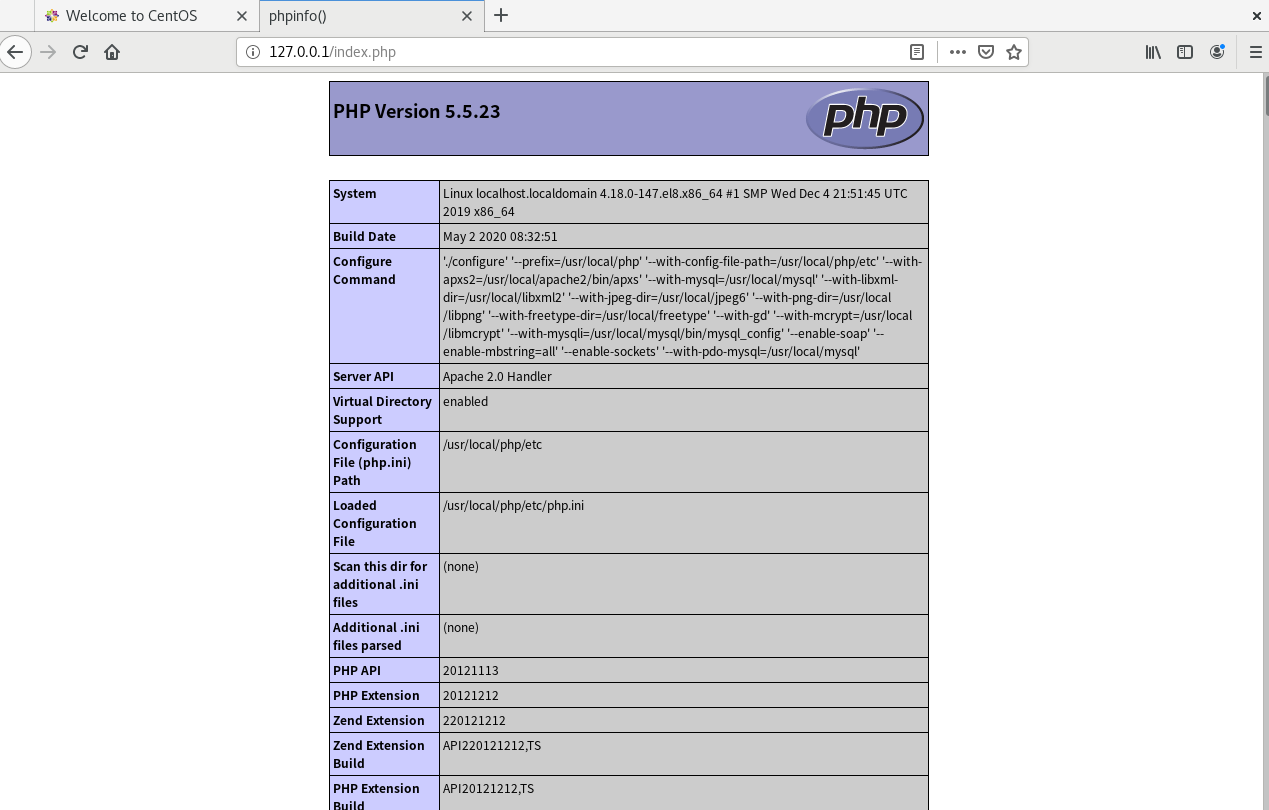 Welcome to CentOS
phpinfo()
127.0.0.1/index.php
PHP Version 5.5.23
php
System
Linux localhost.localdomain 4.18.0-147.el8.x86_64 #1 SMP Wed Dec 4 21:51:45 UTC
2019 x86_64
Build Date
May 2 2020 08:32:51
Configure
Command
'./configure' '--prefix=/usr/local/php' '--with-config-file-path=/usr/local/php/etc' '--with-
apxs2=/usr/local/apache2/bin/apxs' '--with-mysql=/usr/local/mysql' '--with-libxml-
dir=/usr/local/libxml2' '--with-jpeg-dir=/usr/local/jpeg6' '--with-png-dir=/usr/local
/libpng' '--with-freetype-dir=/usr/local/freetype' '--with-gd' '--with-mcrypt=/usr/local
/libmcrypt' '--with-mysqli=/usr/local/mysql/bin/mysql_config' '--enable-soap' '--
enable-mbstring=all' '--enable-sockets' '--with-pdo-mysql=/usr/local/mysql'
Server API
Apache 2.0 Handler
Virtual Directory
Support
enabled
Configuration
File (php.ini)
Path
/usr/local/php/etc
Loaded
Configuration
File
/usr/local/php/etc/php.ini
Scan this dir for
additional .ini
files
(none)
Additional .ini
files parsed
(none)
PHP API
20121113
PHP Extension
20121212
Zend Extension
220121212
Zend Extension
Build
API220121212,TS
PHP Extension
Build
API20121212,TS